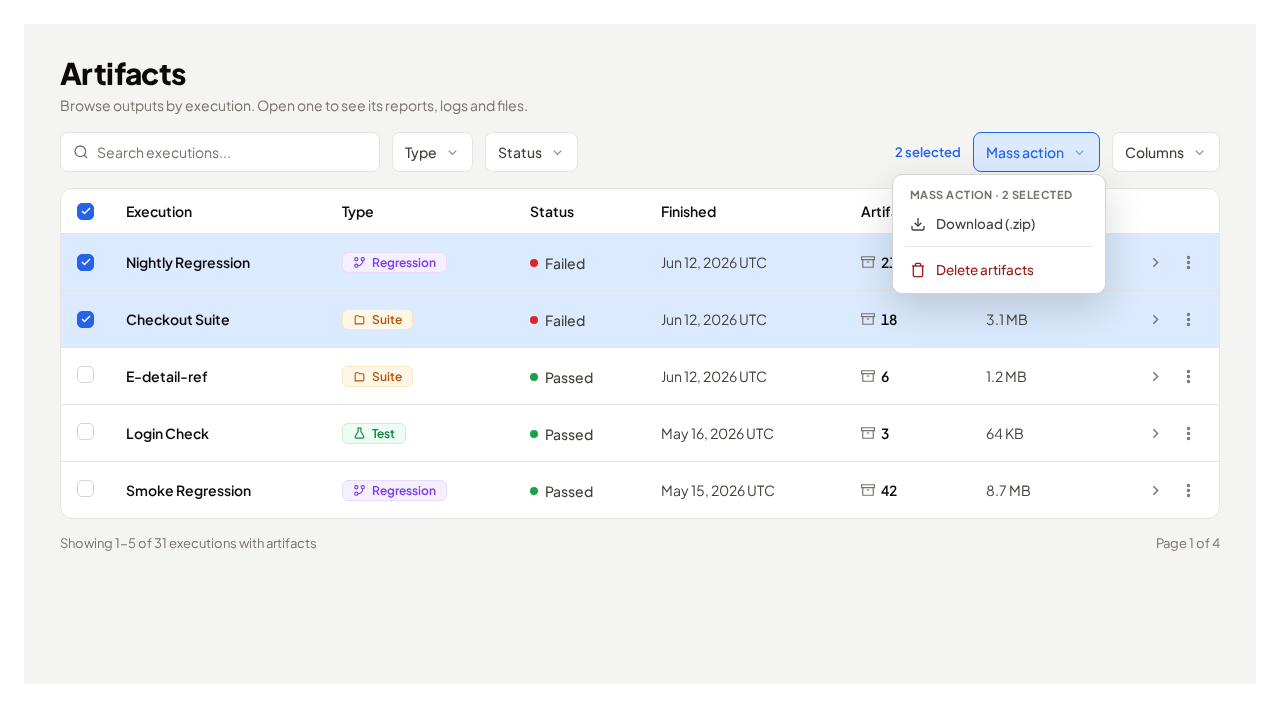 Artifacts
Browse outputs by execution. Open one to see its reports, logs and files.
Search executions... Type Status 2 selected Mass action Columns
MASS ACTION · 2 SELECTED
Download (.zip)
Delete artifacts
Execution Type Status Finished
Nightly Regression Regression Failed Jun 12, 2026 UTC
Checkout Suite Suite Failed Jun 12, 2026 UTC 18 3.1 MB
E-detail-ref Suite Passed Jun 12, 2026 UTC 6 1.2 MB
Login Check Test Passed May 16, 2026 UTC 3 64 KB
Smoke Regression Regression Passed May 15, 2026 UTC 42 8.7 MB
Showing 1–5 of 31 executions with artifacts Page 1 of 4